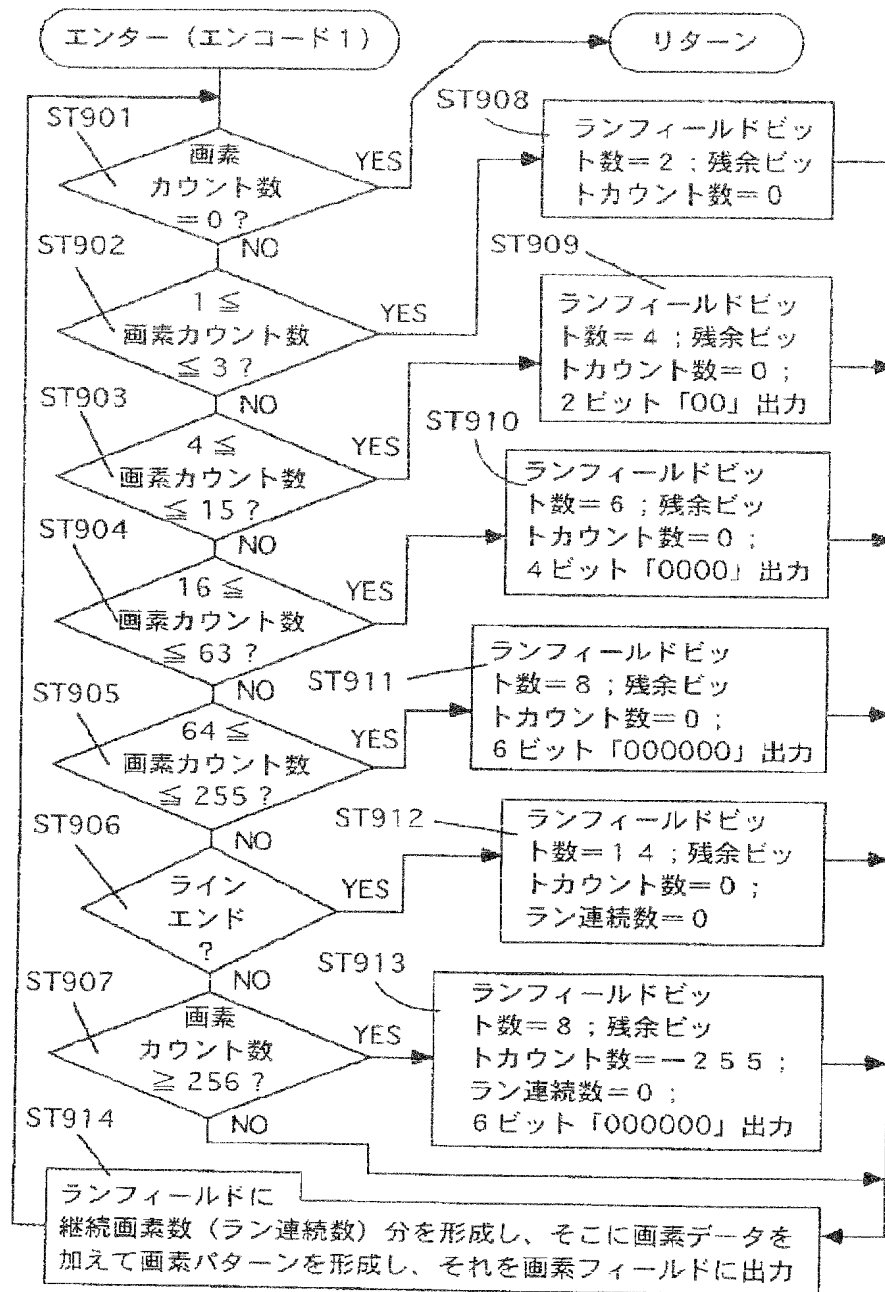 エンター（エンコード１）
リターン
ST901
画素
カウント数
＝０？
YES
NO
ST908
ランフィールドビッ
ト数＝２；残余ビッ
トカウント数＝０
ST902
１≦
画素カウント数
≦３？
YES
NO
ST909
ランフィールドビッ
ト数＝４；残余ビッ
トカウント数＝０；
２ビット「００」出力
ST903
４≦
画素カウント数
≦15？
YES
NO
ST910
ランフィールドビッ
ト数＝６；残余ビッ
トカウント数＝０；
４ビット「0000」出力
ST904
16≦
画素カウント数
≦63？
YES
NO
ST911
ランフィールドビッ
ト数＝８；残余ビッ
トカウント数＝０；
６ビット「000000」出力
ST905
64≦
画素カウント数
≦255？
YES
NO
ST912
ランフィールドビッ
ト数＝１４；残余ビッ
トカウント数＝０；
ラン連続数＝０
ST906
ライン
エンド
？
YES
NO
ST913
ランフィールドビッ
ト数＝８；残余ビッ
トカウント数＝－２５５；
ラン連続数＝０；
６ビット「000000」出力
ST907
画素
カウント数
≧256？
YES
NO
ST914
ランフィールドに
継続画素数（ラン連続数）分を形成し、そこに画素データを
加えて画素パターンを形成し、それを画素フィールドに出力